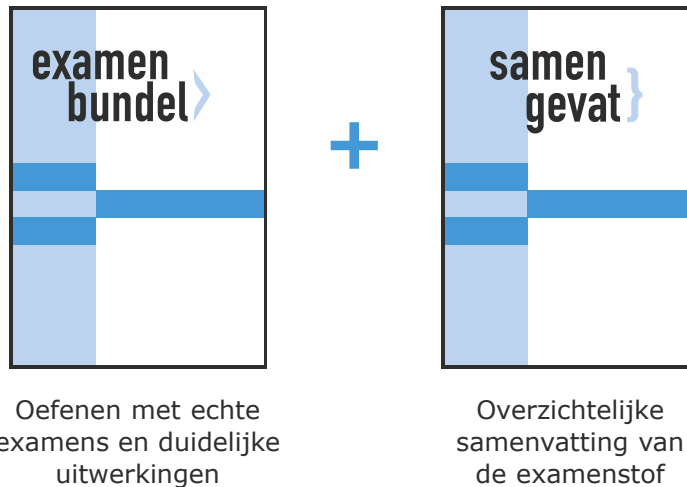 examen
bundel
samen
gevat}
+
Oefenen met echte
examens en duidelijke
uitwerkingen
Overzichtelijke
samenvatting van
de examenstof